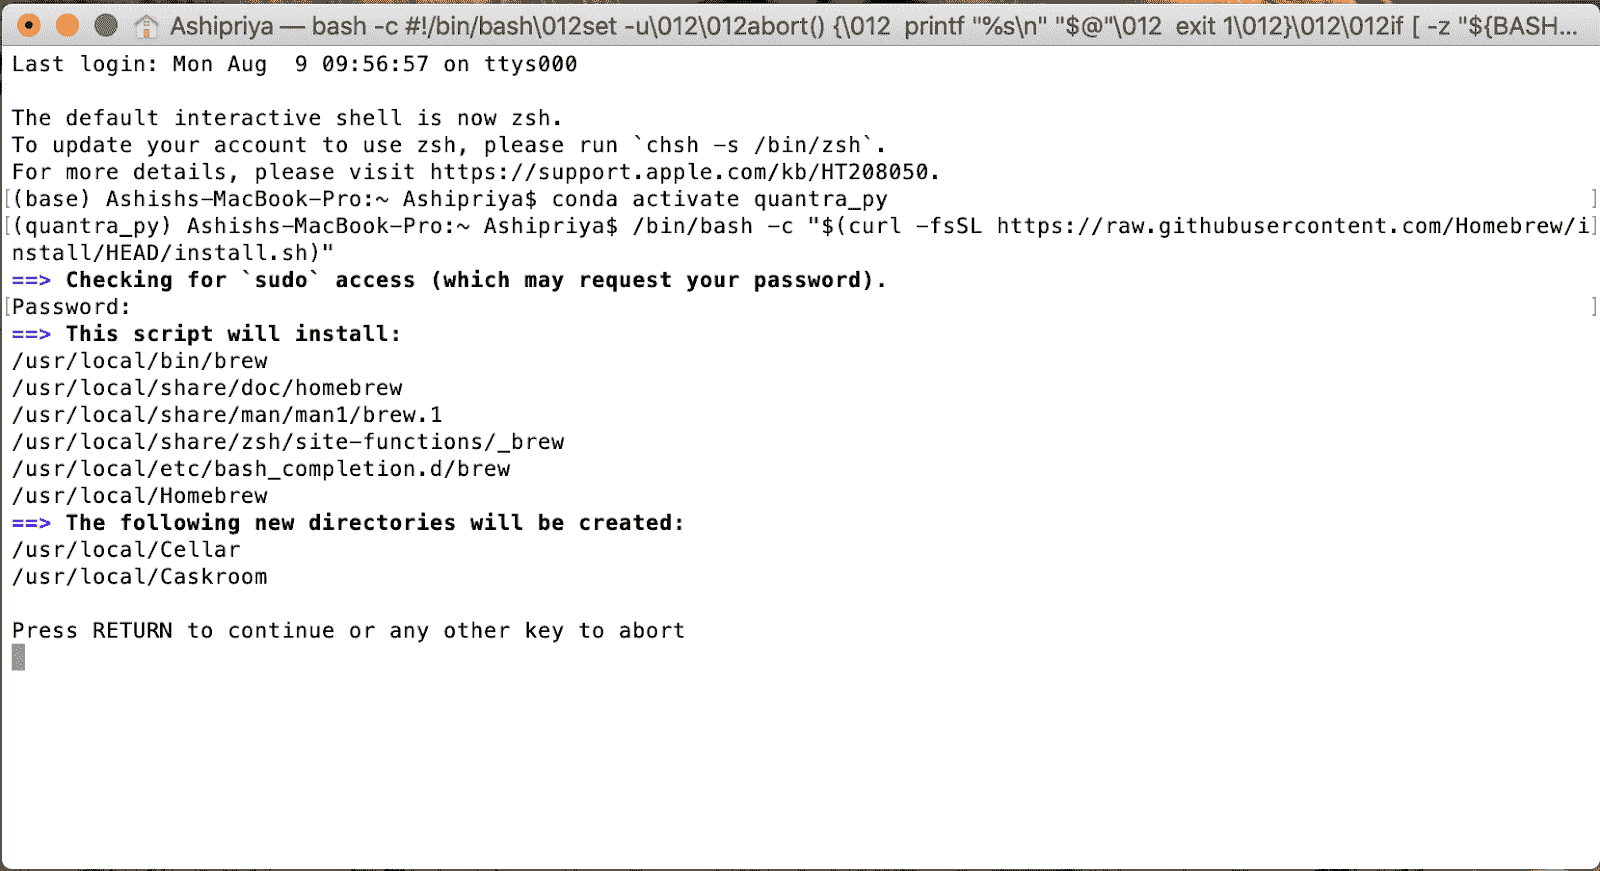 Ashipriya — bash -c #!/bin/bash\012set -u\012\012abort() {\012  printf "%s\n" "$@"\012  exit 1\012}\012\012if [ -z "${BASH...
Last login: Mon Aug  9 09:56:57 on ttys000
The default interactive shell is now zsh.
To update your account to use zsh, please run `chsh -s /bin/zsh`.
For more details, please visit https://support.apple.com/kb/HT208050.
[(base) Ashishs-MacBook-Pro:~ Ashipriya$ conda activate quantra_py ]
[(quantra_py) Ashishs-MacBook-Pro:~ Ashipriya$ /bin/bash -c "$(curl -fsSL https://raw.githubusercontent.com/Homebrew/i]
nstall/HEAD/install.sh)"
==> Checking for `sudo` access (which may request your password).
[Password: ]
==> This script will install:
/usr/local/bin/brew
/usr/local/share/doc/homebrew
/usr/local/share/man/man1/brew.1
/usr/local/share/zsh/site-functions/_brew
/usr/local/etc/bash_completion.d/brew
/usr/local/Homebrew
==> The following new directories will be created:
/usr/local/Cellar
/usr/local/Caskroom
Press RETURN to continue or any other key to abort